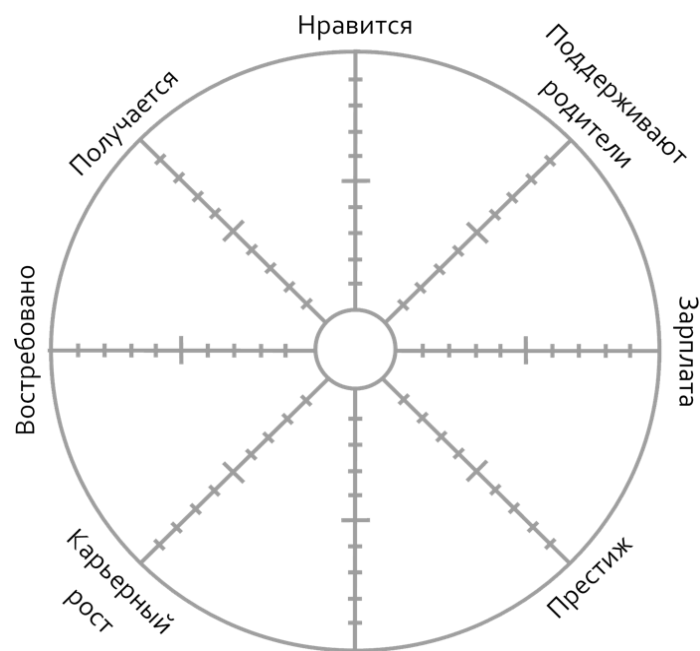 Нравится
Поддерживают
родители
Зарплата
Престиж
Карьерный
рост
Востребовано
Получается